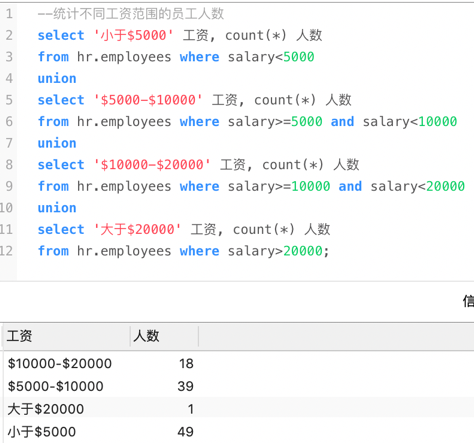 1 --统计不同工资范围的员工人数
2 select '小于$5000' 工资, count(*) 人数
3 from hr.employees where salary<5000
4 union
5 select '$5000-$10000' 工资, count(*) 人数
6 from hr.employees where salary>=5000 and salary<10000
7 union
8 select '$10000-$20000' 工资, count(*) 人数
9 from hr.employees where salary>=10000 and salary<20000
10 union
11 select '大于$20000' 工资, count(*) 人数
12 from hr.employees where salary>20000;
信
工资 人数
$10000-$20000 18
$5000-$10000 39
大于$20000 1
小于$5000 49